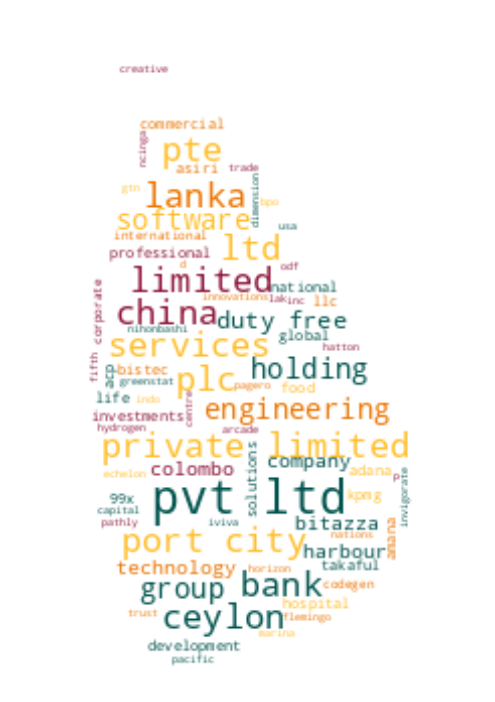 creative
commercial
ncinga
pte
asiri trade
gtn
lanka
dimension
bpo
software
usa
international
ltd
professional
d
odf
limited
national
innovations
lak
inc
llc
china
duty free
nihonbashi
global
services
hatton
fifth
corporate
holding
acp
bistec
greenstat
plc
pagero
food
life
indo
centre
engineering
investments
hydrogen
arcade
private limited
colombo
company
solutions
echelon
adana
p
invigorate
pvt ltd
kpmg
99x
capital
pathly
iviva
bitazza
nations
port city
harbour
amana
technology
horizon
takaful
group
bank
codegen
hospital
trust
ceylon
flemingo
marina
development
pacific